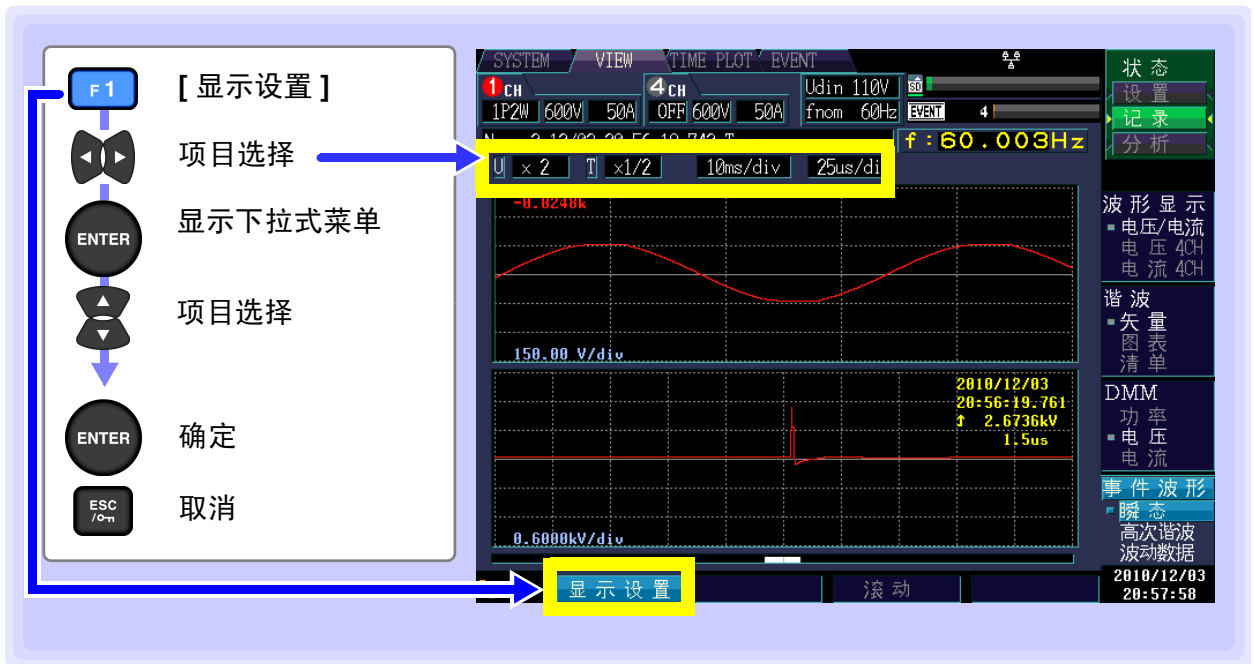 F1
[ 显示设置 ]
项目选择
ENTER
显示下拉式菜单
项目选择
ENTER
确定
ESC
取消
SYSTEM VIEW TIME PLOT EVENT
1 CH 4 CH Udin 110V SD
1P2W 600V 50A OFF 600V 50A fnom 60Hz EVENT 4
f:60.003Hz
U × 2 T ×1/2 10ms/div 25us/di
-0.0248k
150.00 V/div
2010/12/03
20:56:19.761
2.6736kV
1.5us
0.6000kV/div
显示设置 滚动
状态
设置
记录
分析
波形显示
电压/电流
电压 4CH
电流 4CH
谐波
矢量
图表
清单
DMM
功率
电压
电流
事件波形
瞬态
高次谐波
波动数据
2010/12/03
20:57:58